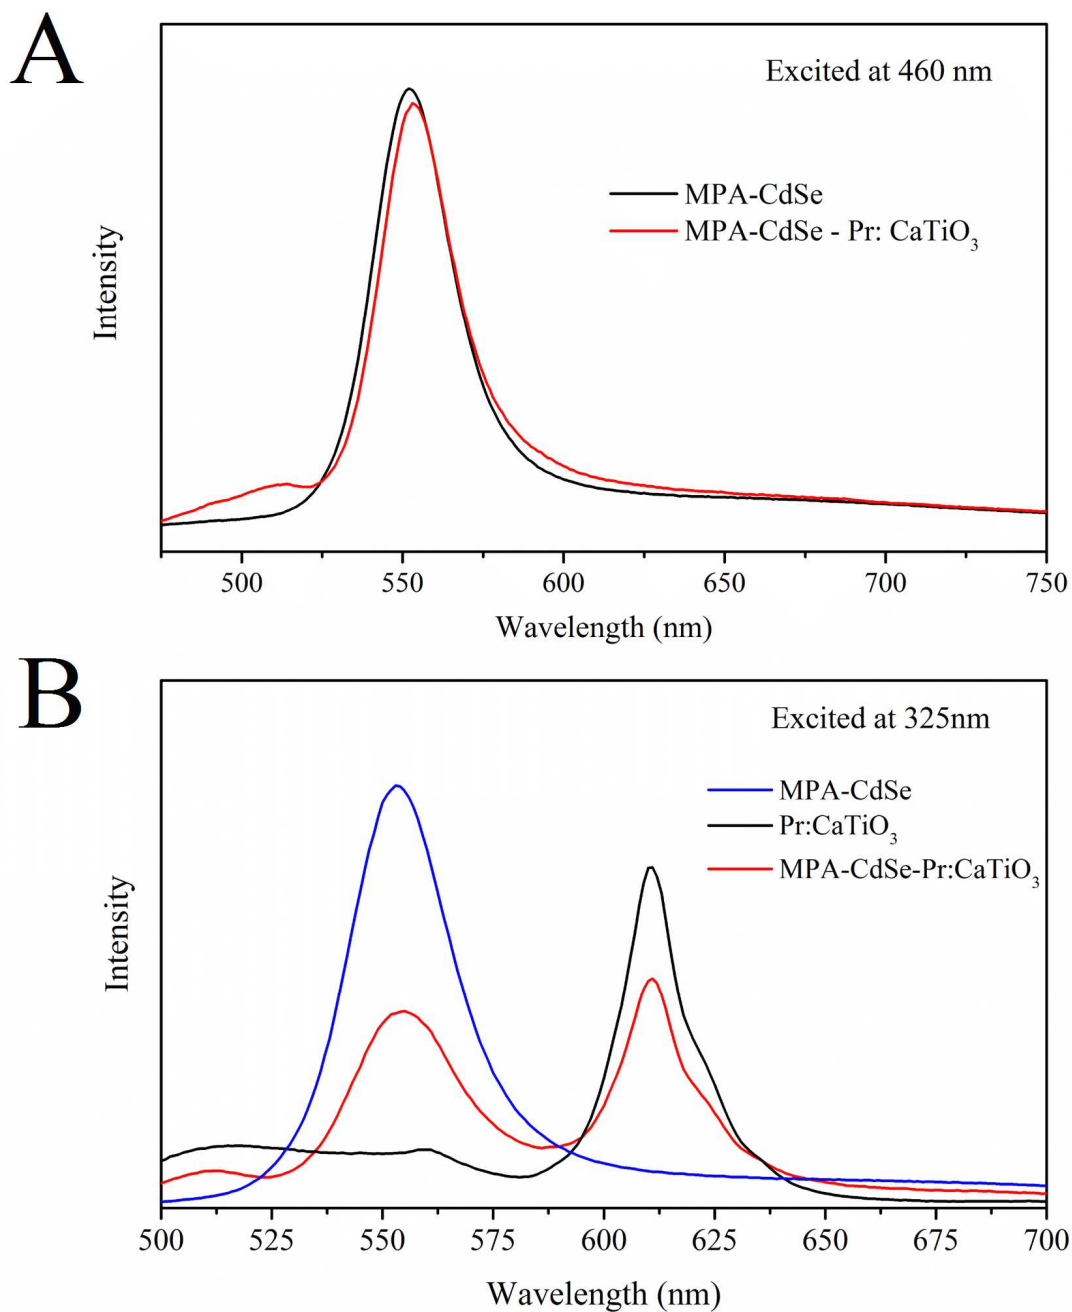 A
Excited at 460 nm
MPA-CdSe
MPA-CdSe - Pr: CaTiO₃
Intensity
500 550 600 650 700 750
Wavelength (nm)
B
Excited at 325nm
MPA-CdSe
Pr:CaTiO₃
MPA-CdSe-Pr:CaTiO₃
Intensity
500 525 550 575 600 625 650 675 700
Wavelength (nm)